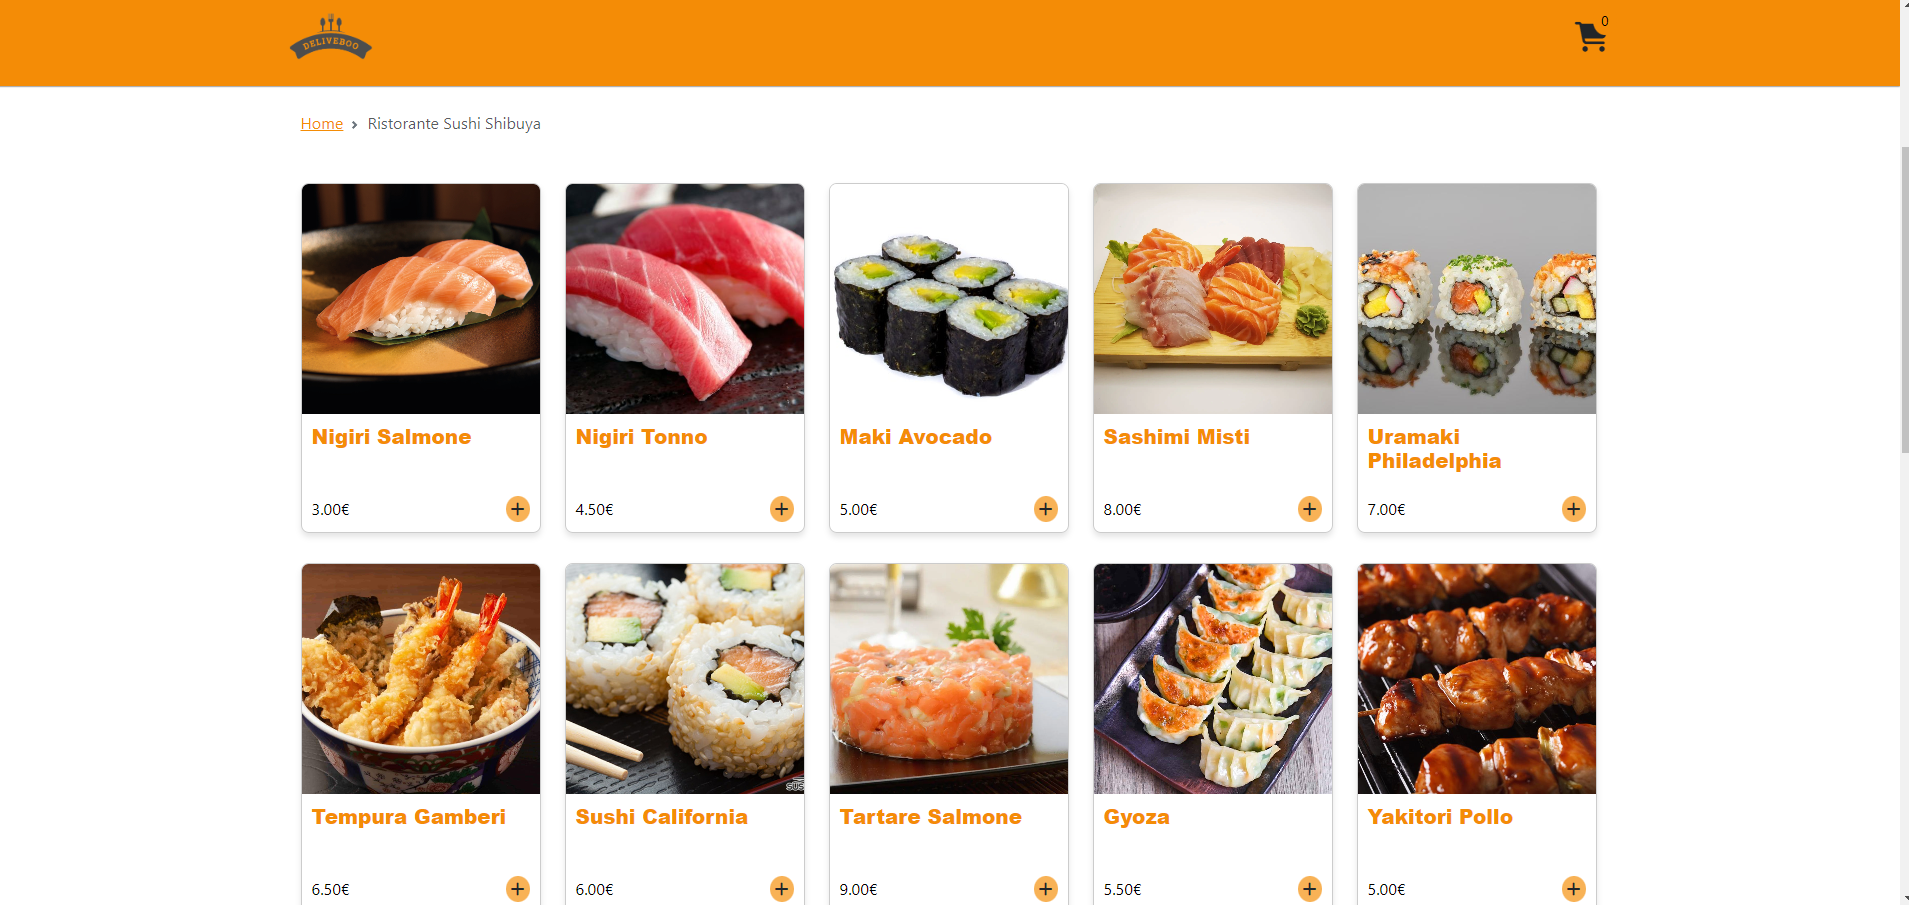 DELIVEBOO
0
Home > Ristorante Sushi Shibuya
Nigiri Salmone
3.00€
Nigiri Tonno
4.50€
Maki Avocado
5.00€
Sashimi Misti
8.00€
Uramaki
Philadelphia
7.00€
Tempura Gamberi
6.50€
Sushi California
6.00€
Tartare Salmone
9.00€
Gyoza
5.50€
Yakitori Pollo
5.00€